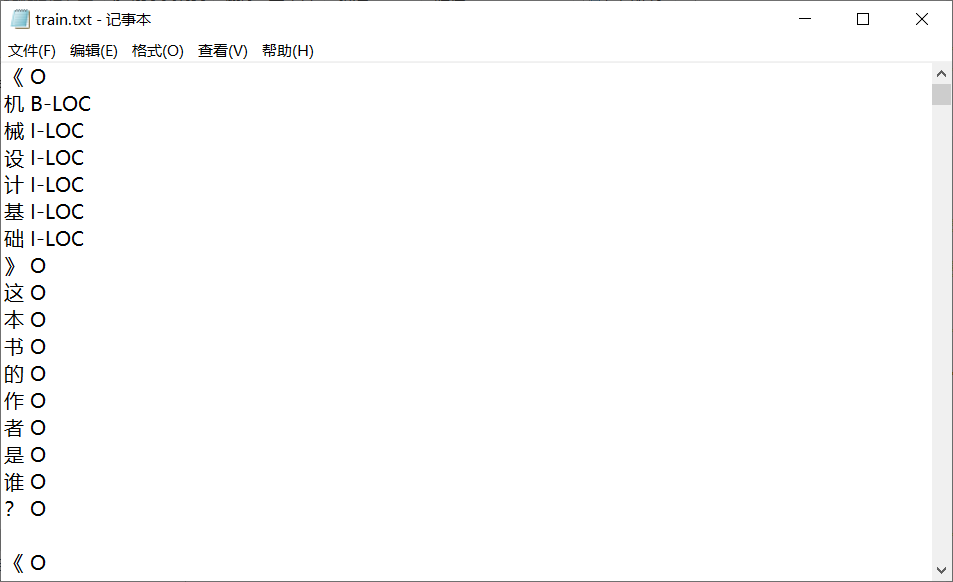 train.txt - 记事本
文件(F) 编辑(E) 格式(O) 查看(V) 帮助(H)
《 O
机 B-LOC
械 I-LOC
设 I-LOC
计 I-LOC
基 I-LOC
础 I-LOC
》 O
这 O
本 O
书 O
的 O
作 O
者 O
是 O
谁 O
？ O
《 O